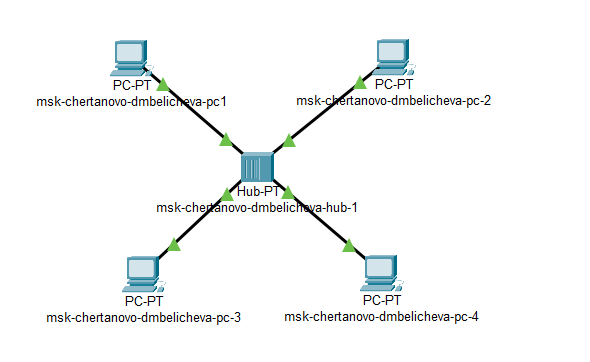 PC-PT
msk-chertanovo-dmbelicheva-pc1
PC-PT
msk-chertanovo-dmbelicheva-pc-2
Hub-PT
msk-chertanovo-dmbelicheva-hub-1
PC-PT
msk-chertanovo-dmbelicheva-pc-3
PC-PT
msk-chertanovo-dmbelicheva-pc-4